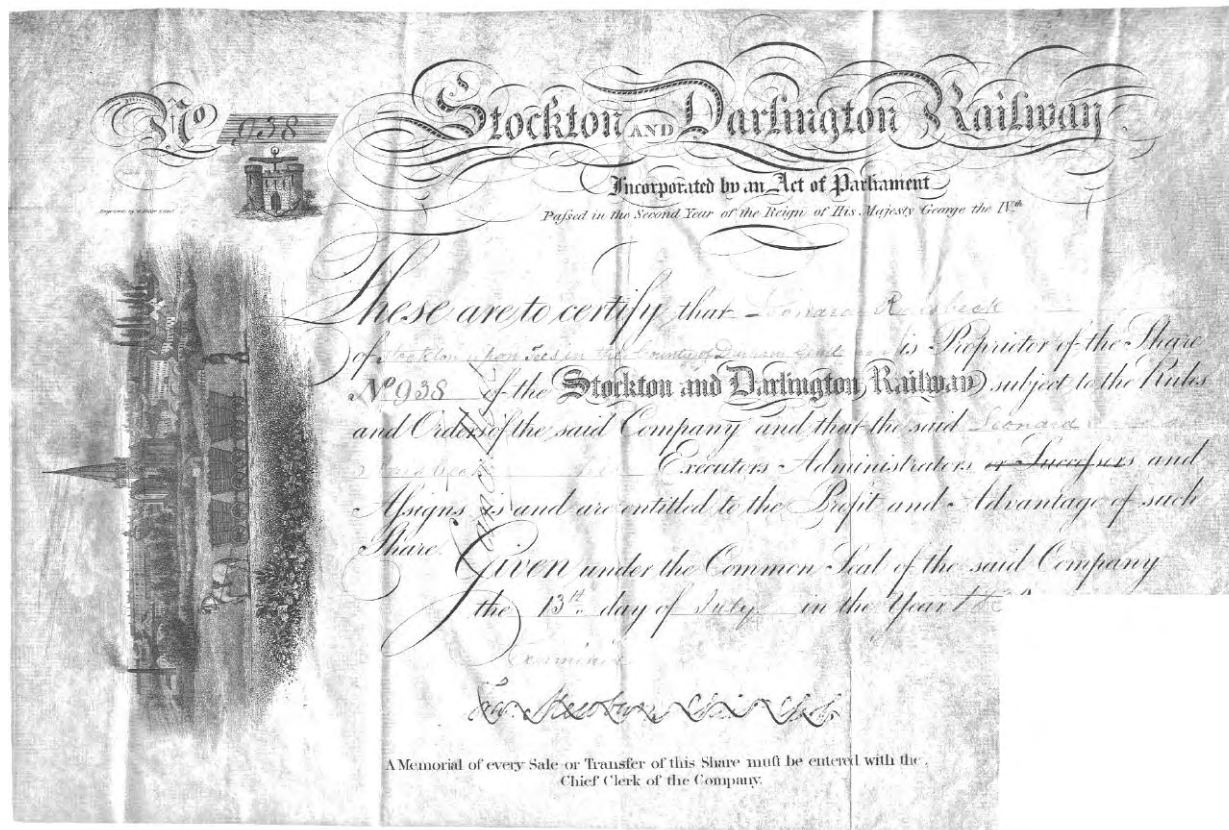 No 938
Stockton AND Darlington Railway
Incorporated by an Act of Parliament
Paſsed in the Second Year of the Reign of His Majesty George the IVth
These are to certify that Leonard Raisbeck
of Stockton upon Tees in the County of Durham is Proprietor of the Share
No 938 of the Stockton and Darlington Railway subject to the Rules
and Orders of the said Company and that the said Leonard
Raisbeck his Executors Administrators or Succeſsors and
Aſsigns is and are entitled to the Profit and Advantage of such
Share.
Given under the Common Seal of the said Company
the 13th day of July in the Year
Examined
A Memorial of every Sale or Transfer of this Share muſt be entered with the
Chief Clerk of the Company.